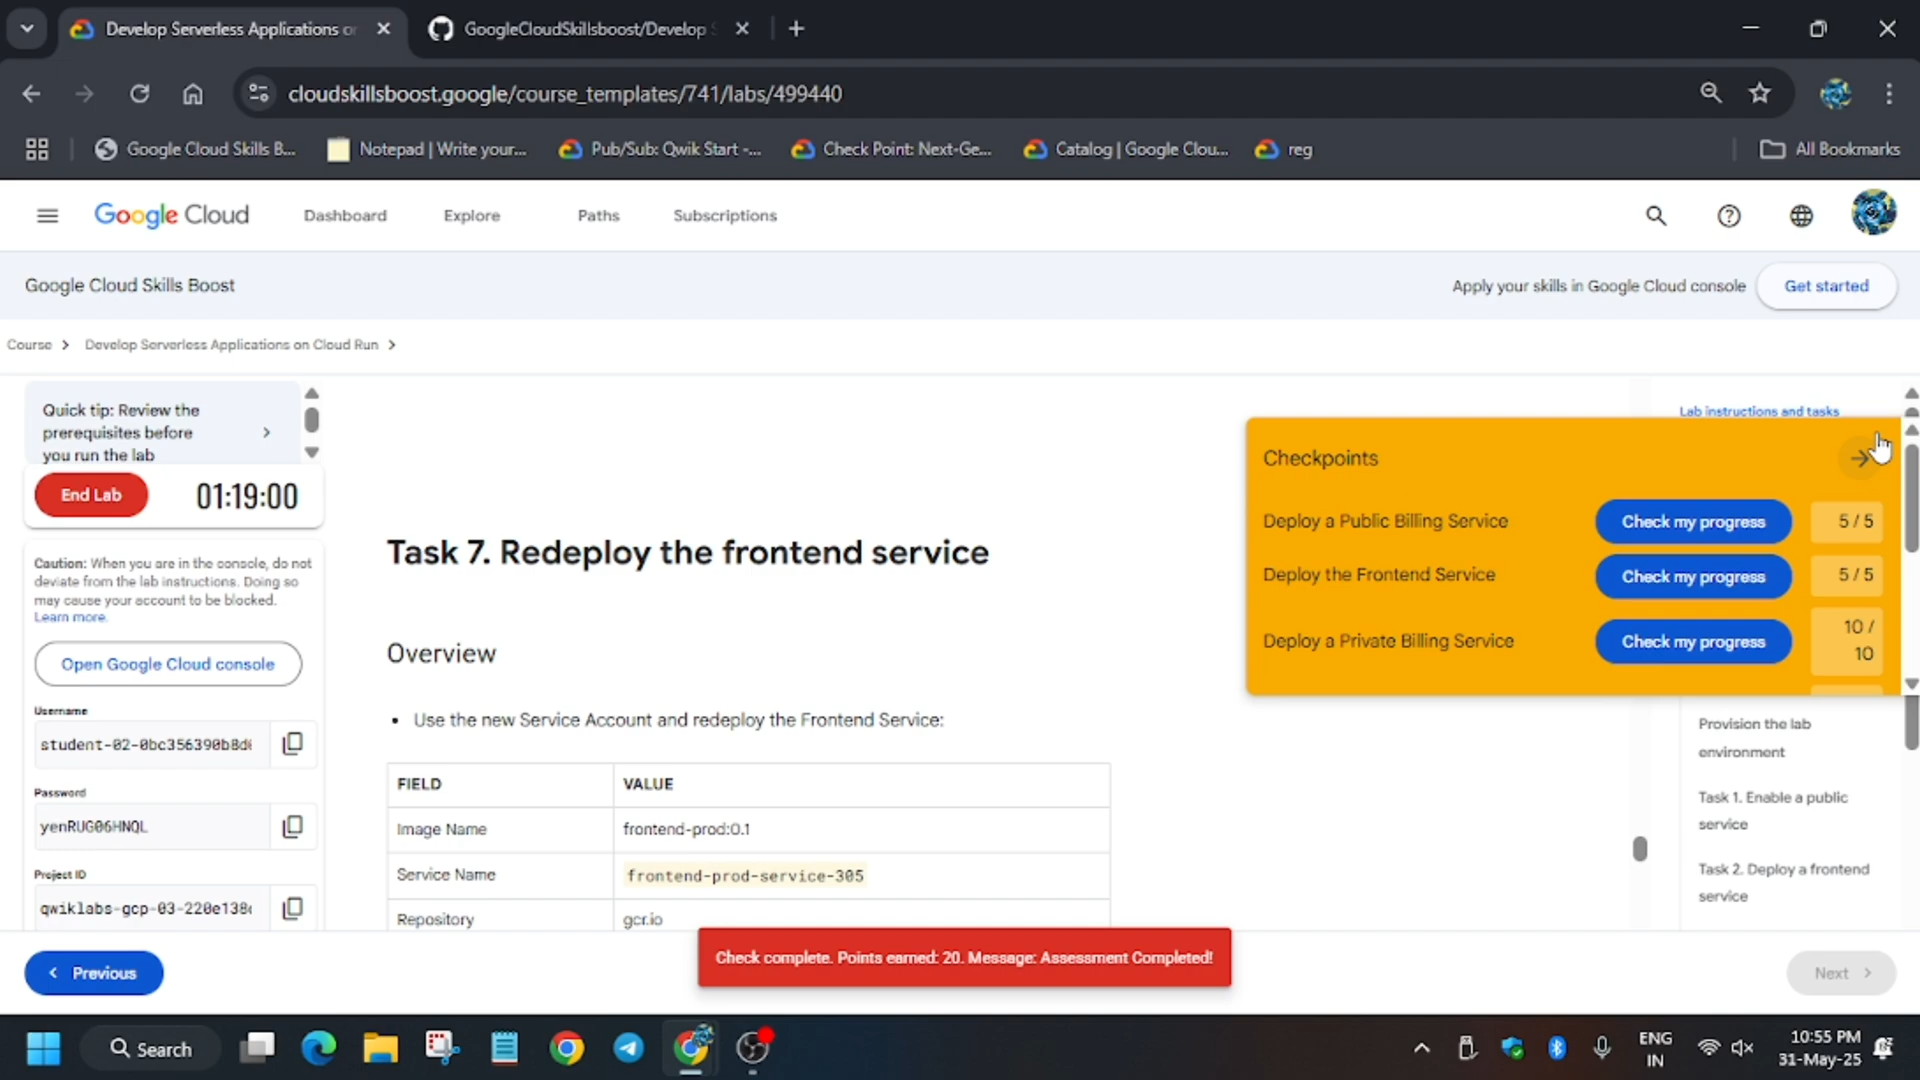 Develop Serverless Applications or
GoogleCloudSkillsboost/Develop S
cloudskillsboost.google/course_templates/741/labs/499440
Google Cloud Skills B...
Notepad | Write your...
Pub/Sub: Qwik Start -...
Check Point: Next-Ge...
Catalog | Google Clou...
reg
All Bookmarks
Google Cloud
Dashboard
Explore
Paths
Subscriptions
Google Cloud Skills Boost
Apply your skills in Google Cloud console
Get started
Course
Develop Serverless Applications on Cloud Run
Quick tip: Review the
prerequisites before
you run the lab
End Lab
01:19:00
Caution: When you are in the console, do not
deviate from the lab instructions. Doing so
may cause your account to be blocked.
Learn more.
Open Google Cloud console
Username
student-02-0bc356390b8d
Password
yenRUG06HNQL
Project ID
qwiklabs-gcp-03-220e138
Task 7. Redeploy the frontend service
Overview
• Use the new Service Account and redeploy the Frontend Service:
FIELD VALUE
Image Name frontend-prod:0.1
Service Name frontend-prod-service-305
Repository gcr.io
Lab instructions and tasks
Checkpoints
Deploy a Public Billing Service Check my progress 5 / 5
Deploy the Frontend Service Check my progress 5 / 5
Deploy a Private Billing Service Check my progress 10 /
10
Provision the lab
environment
Task 1. Enable a public
service
Task 2. Deploy a frontend
service
Check complete. Points earned: 20. Message: Assessment Completed!
Previous
Next
Search
ENG
IN
10:55 PM
31-May-25